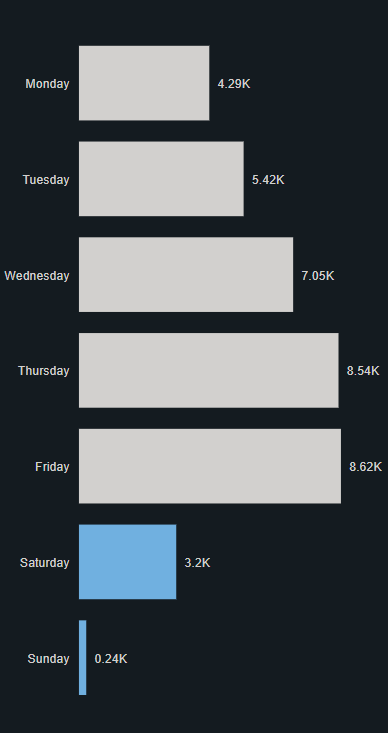 Monday 4.29K
Tuesday 5.42K
Wednesday 7.05K
Thursday 8.54K
Friday 8.62K
Saturday 3.2K
Sunday 0.24K